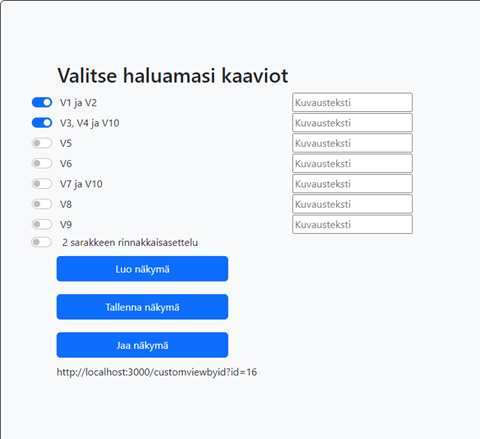 Valitse haluamasi kaaviot
V1 ja V2 Kuvausteksti
V3, V4 ja V10 Kuvausteksti
V5 Kuvausteksti
V6 Kuvausteksti
V7 ja V10 Kuvausteksti
V8 Kuvausteksti
V9 Kuvausteksti
2 sarakkeen rinnakkaisasettelu
Luo näkymä
Tallenna näkymä
Jaa näkymä
http://localhost:3000/customviewbyid?id=16